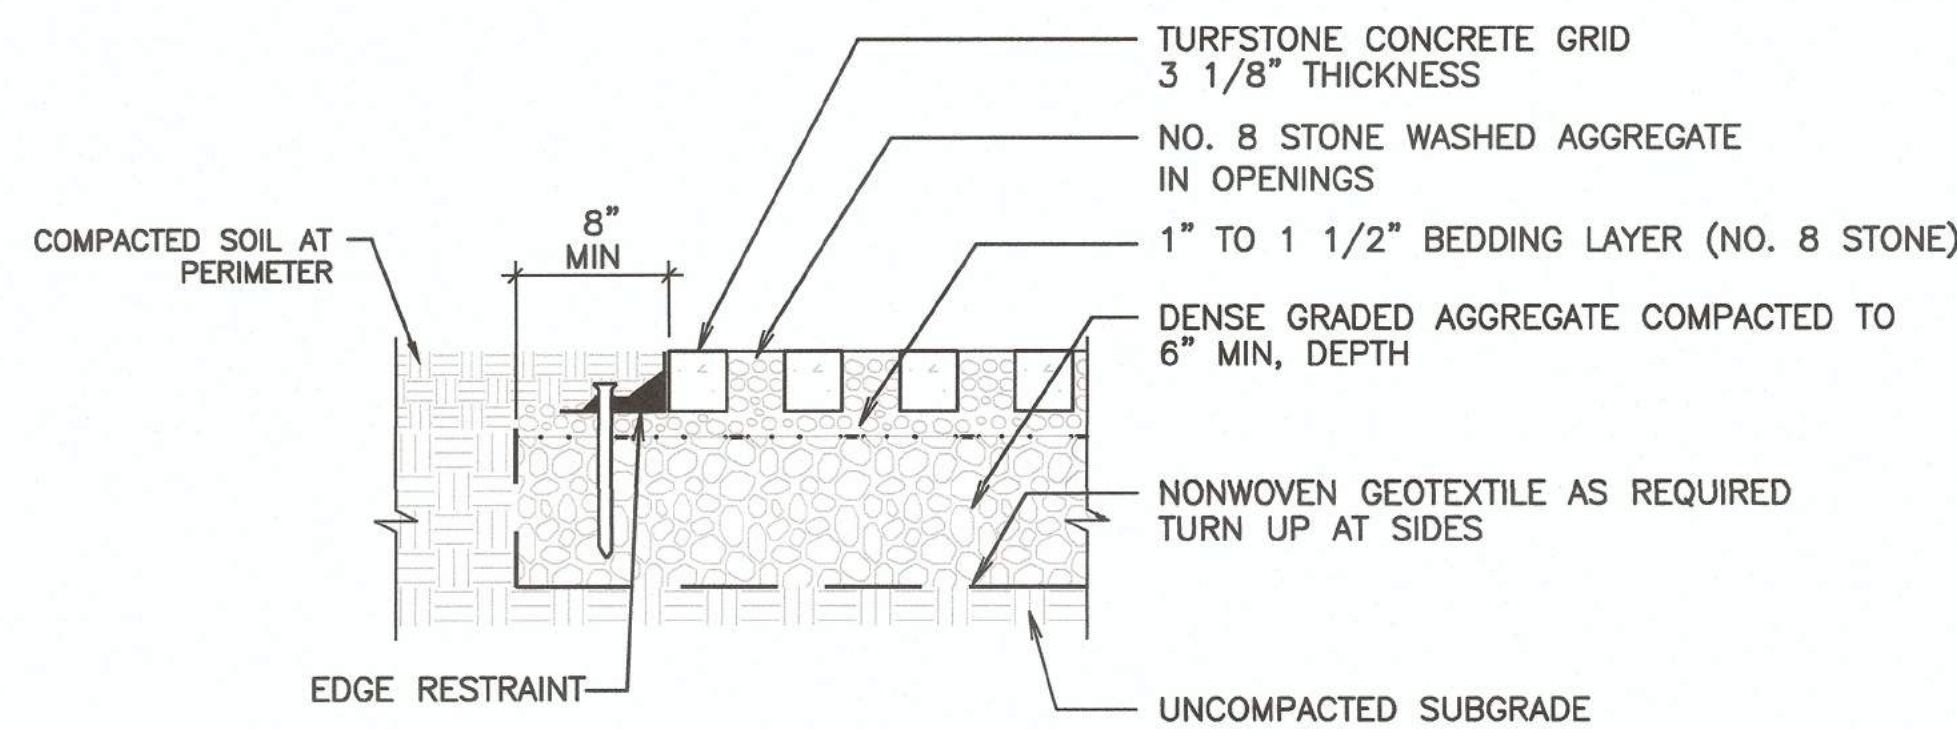 TURFSTONE CONCRETE GRID
3 1/8" THICKNESS
NO. 8 STONE WASHED AGGREGATE
IN OPENINGS
8"
MIN
COMPACTED SOIL AT
PERIMETER
1" TO 1 1/2" BEDDING LAYER (NO. 8 STONE)
DENSE GRADED AGGREGATE COMPACTED TO
6" MIN, DEPTH
NONWOVEN GEOTEXTILE AS REQUIRED
TURN UP AT SIDES
EDGE RESTRAINT
UNCOMPACTED SUBGRADE